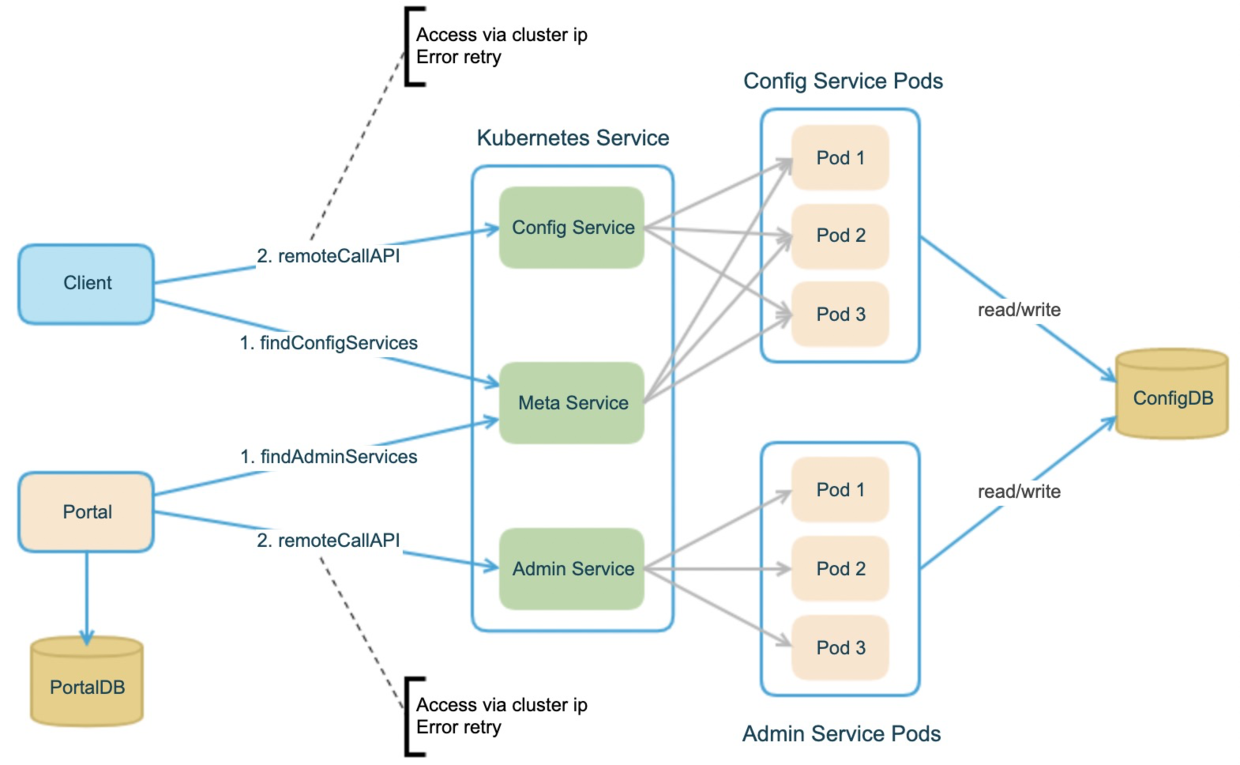 Access via cluster ip
Error retry
Config Service Pods
Kubernetes Service
Pod 1
Config Service
Pod 2
2. remoteCallAPI
Client
Pod 3
read/write
1. findConfigServices
Meta Service
ConfigDB
1. findAdminServices
Pod 1
read/write
Portal
2. remoteCallAPI
Admin Service
Pod 2
Pod 3
PortalDB
Access via cluster ip
Error retry
Admin Service Pods